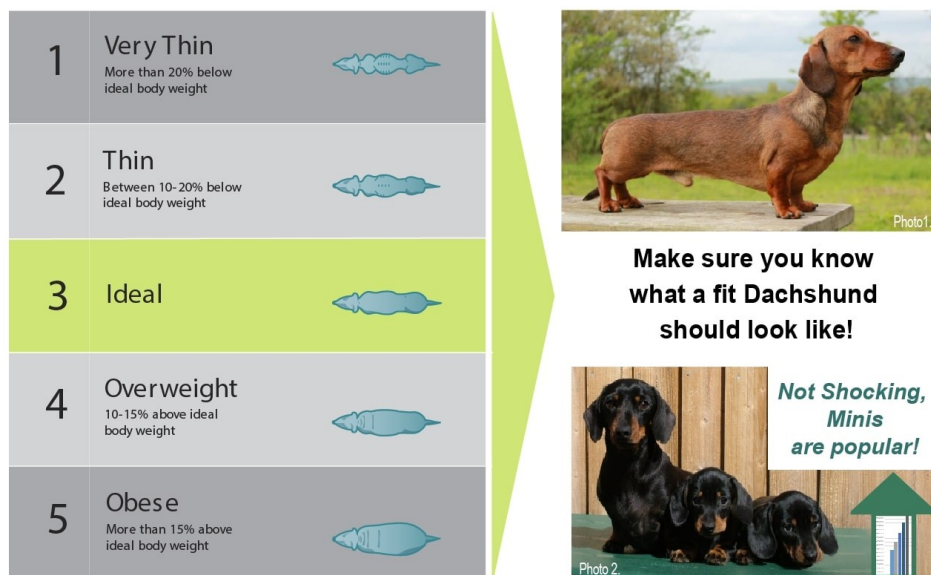 1
Very Thin
More than 20% below
ideal body weight
2
Thin
Between 10-20% below
ideal body weight
3
Ideal
4
Overweight
10-15% above ideal
body weight
5
Obese
More than 15% above
ideal body weight
Photo1.
Make sure you know
what a fit Dachshund
should look like!
Not Shocking,
Minis
are popular!
Photo 2.